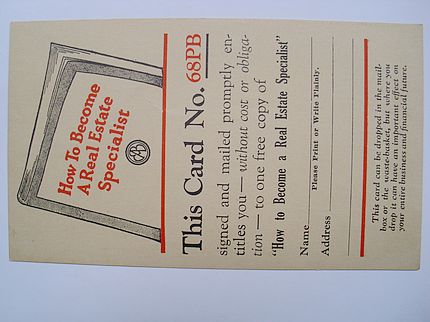 How To Become
A Real Estate
Specialist
This Card No. 68PB
signed and mailed promptly en-
titles you — without cost or obliga-
tion — to one free copy of
"How to Become a Real Estate Specialist"
Name
Please Print or Write Plainly.
Address
This card can be dropped in the mail-
box or the waste-basket, but where you
drop it can have an important effect on
your entire business and financial future.